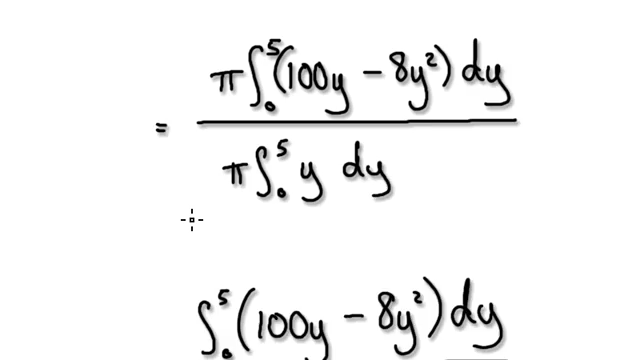 = π∫₀⁵(100y - 8y²) dy
π∫₀⁵ y dy
∫₀⁵(100y - 8y²) dy